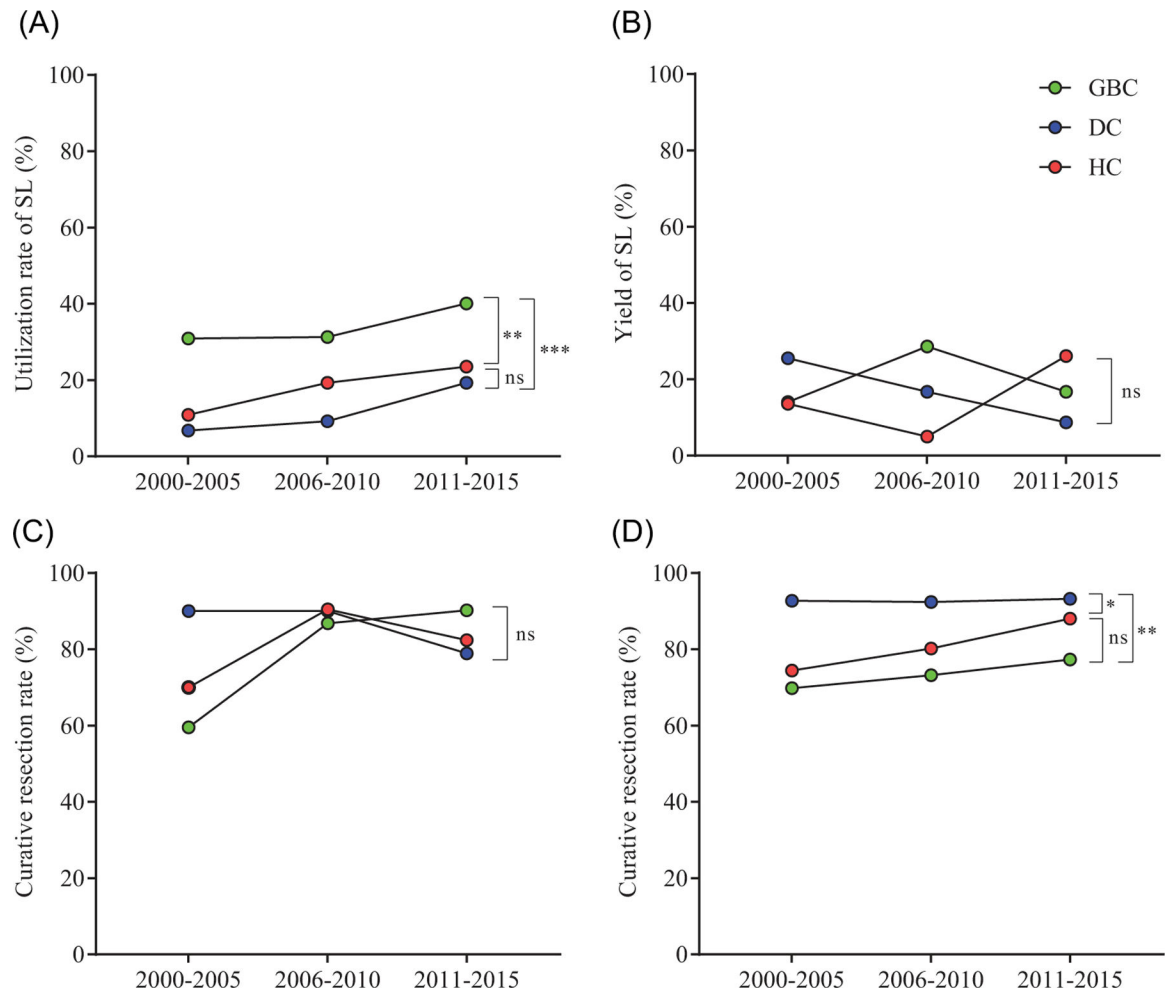 (A)
Utilization rate of SL (%)
100
80
60
40
20
0
**
***
ns
2000-2005 2006-2010 2011-2015
(B)
Yield of SL (%)
100
80
60
40
20
0
GBC
DC
HC
ns
2000-2005 2006-2010 2011-2015
(C)
Curative resection rate (%)
100
80
60
40
20
0
ns
2000-2005 2006-2010 2011-2015
(D)
Curative resection rate (%)
100
80
60
40
20
0
*
ns
**
2000-2005 2006-2010 2011-2015